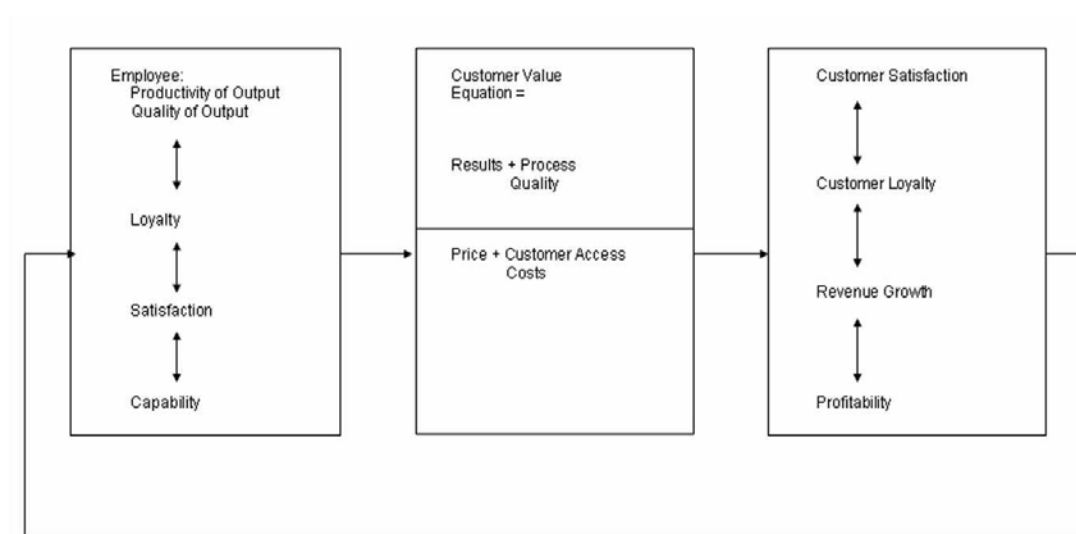 Employee:
Productivity of Output
Quality of Output
Loyalty
Satisfaction
Capability
Customer Value
Equation =
Results + Process
Quality
Price + Customer Access
Costs
Customer Satisfaction
Customer Loyalty
Revenue Growth
Profitability